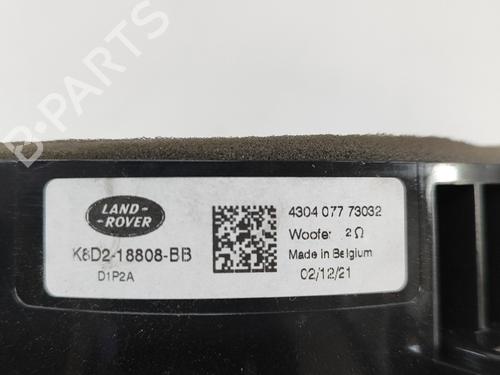 B-PARTS
LAND-
ROVER
K8D2-18808-BB
D1P2A
4304 077 73032
Woofer 2Ω
Made in Belgium
02/12/21